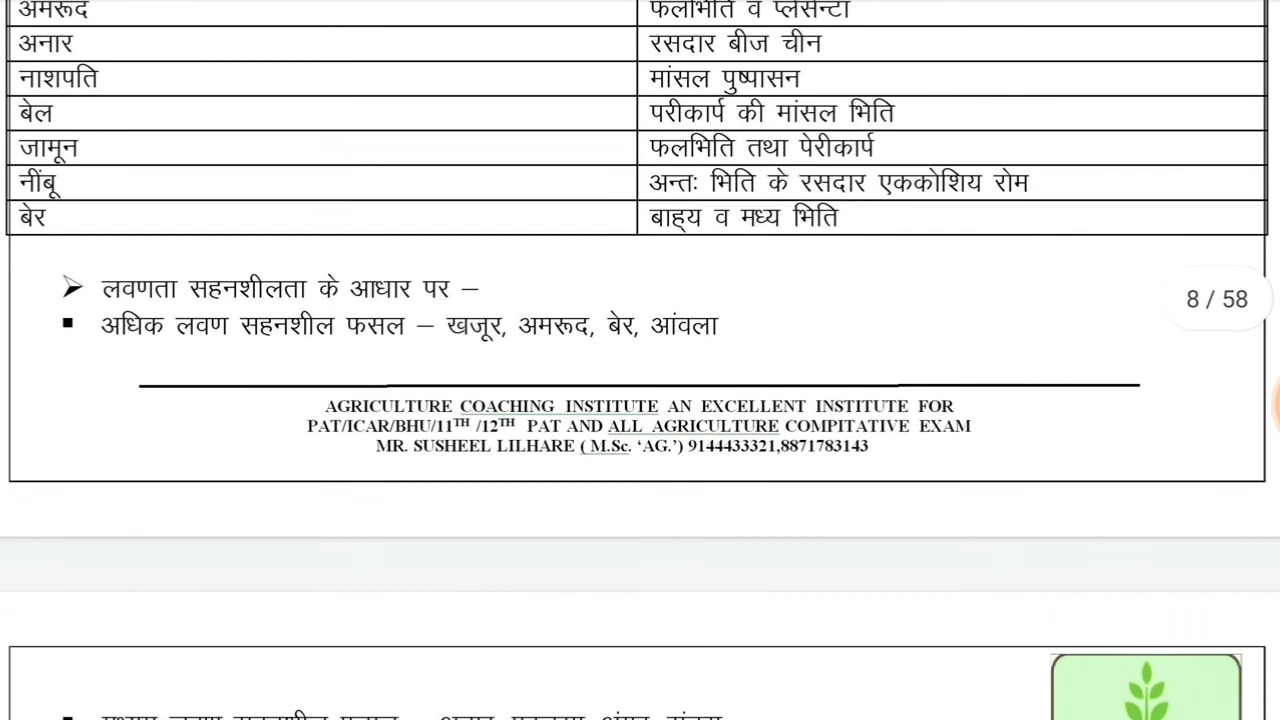 अमरूद फलभिति व प्लेसेन्टा
अनार रसदार बीज चीन
नाशपति मांसल पुष्पासन
बेल परीकार्प की मांसल भिति
जामून फलभिति तथा पेरीकार्प
नींबू अन्तः भिति के रसदार एककोशिय रोम
बेर बाह्य व मध्य भिति
➤ लवणता सहनशीलता के आधार पर –
▪ अधिक लवण सहनशील फसल – खजूर, अमरूद, बेर, आंवला
8 / 58
AGRICULTURE COACHING INSTITUTE AN EXCELLENT INSTITUTE FOR
PAT/ICAR/BHU/11TH /12TH PAT AND ALL AGRICULTURE COMPITATIVE EXAM
MR. SUSHEEL LILHARE ( M.Sc. ‘AG.’) 9144433321,8871783143